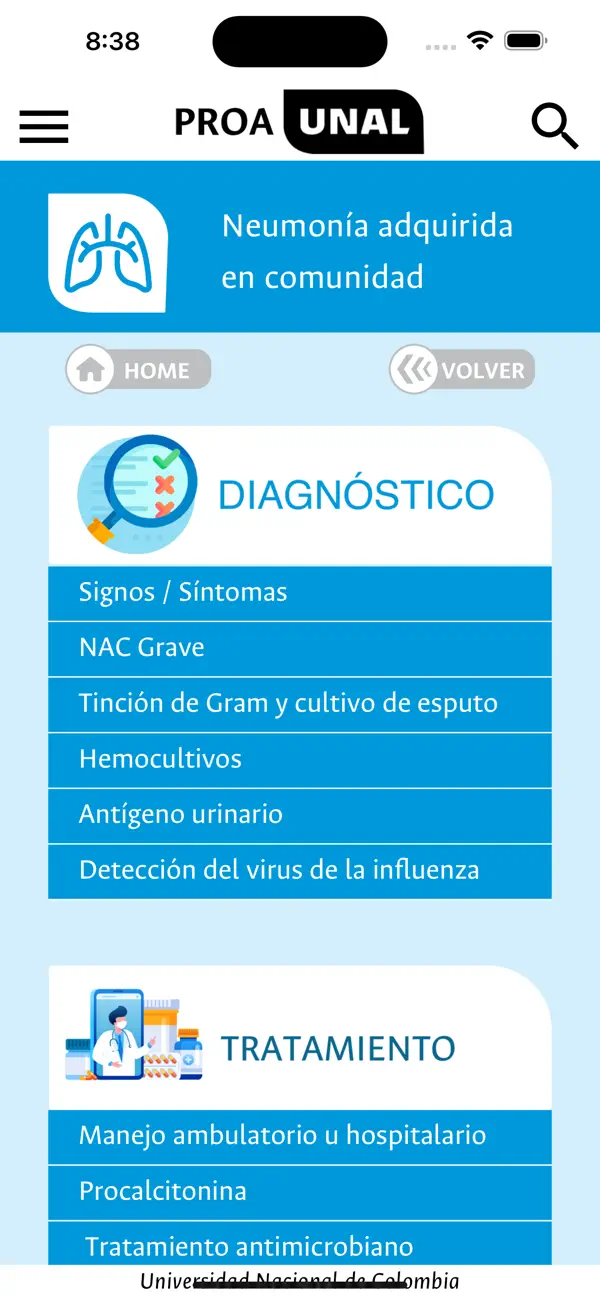 8:38
PROA UNAL
Neumonía adquirida
en comunidad
HOME
VOLVER
DIAGNÓSTICO
Signos / Síntomas
NAC Grave
Tinción de Gram y cultivo de esputo
Hemocultivos
Antígeno urinario
Detección del virus de la influenza
TRATAMIENTO
Manejo ambulatorio u hospitalario
Procalcitonina
Tratamiento antimicrobiano
Universidad Nacional de Colombia